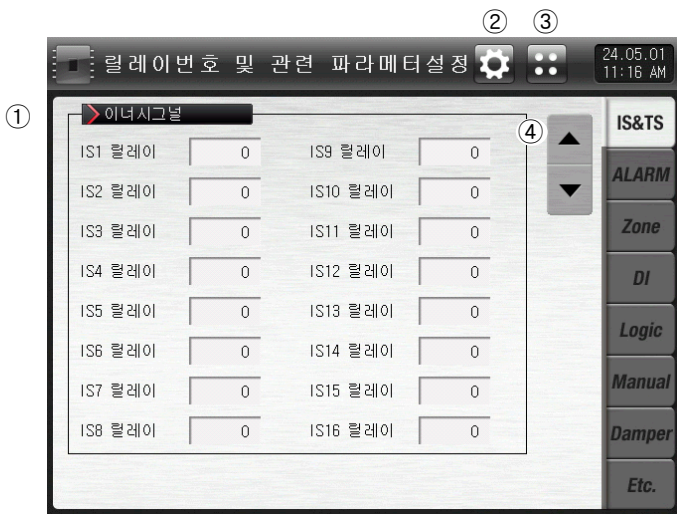 ② ③
릴레이번호 및 관련 파라메터설정
24.05.01
11:16 AM
①
이너시그널
④
IS1 릴레이 0 IS9 릴레이 0
IS2 릴레이 0 IS10 릴레이 0
IS3 릴레이 0 IS11 릴레이 0
IS4 릴레이 0 IS12 릴레이 0
IS5 릴레이 0 IS13 릴레이 0
IS6 릴레이 0 IS14 릴레이 0
IS7 릴레이 0 IS15 릴레이 0
IS8 릴레이 0 IS16 릴레이 0
IS&TS
ALARM
Zone
DI
Logic
Manual
Damper
Etc.